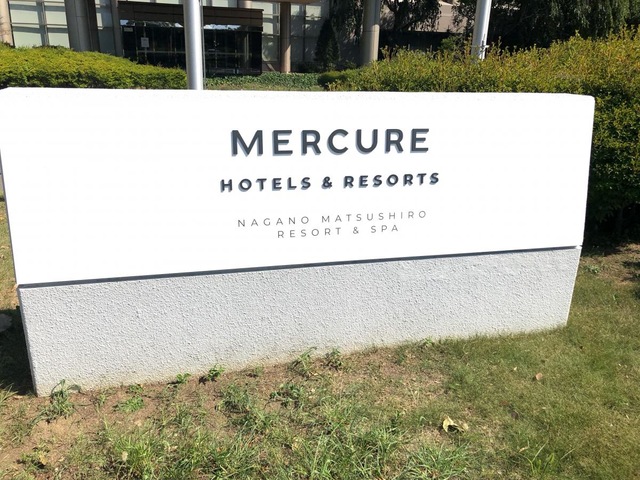 MERCURE
HOTELS & RESORTS
NAGANO MATSUSHIRO
RESORT & SPA